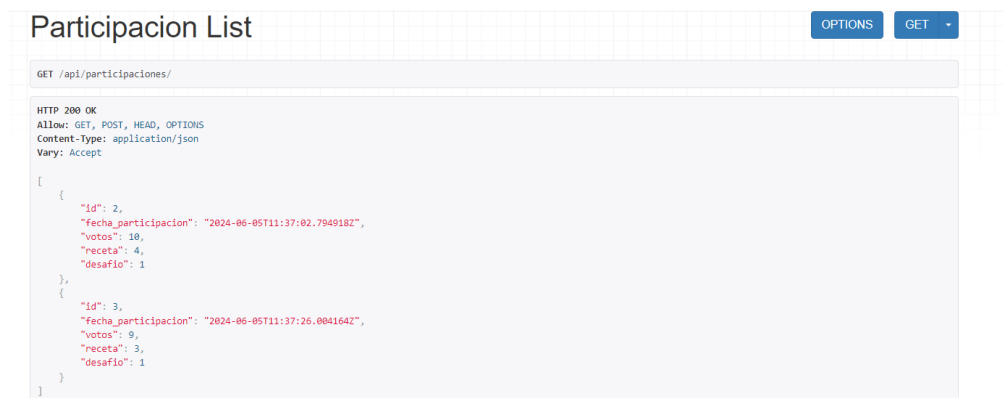 Participacion List
OPTIONS GET
GET /api/participaciones/
HTTP 200 OK
Allow: GET, POST, HEAD, OPTIONS
Content-Type: application/json
Vary: Accept
[
    {
        "id": 2,
        "fecha_participacion": "2024-06-05T11:37:02.794918Z",
        "votos": 10,
        "receta": 4,
        "desafio": 1
    },
    {
        "id": 3,
        "fecha_participacion": "2024-06-05T11:37:26.004164Z",
        "votos": 9,
        "receta": 3,
        "desafio": 1
    }
]